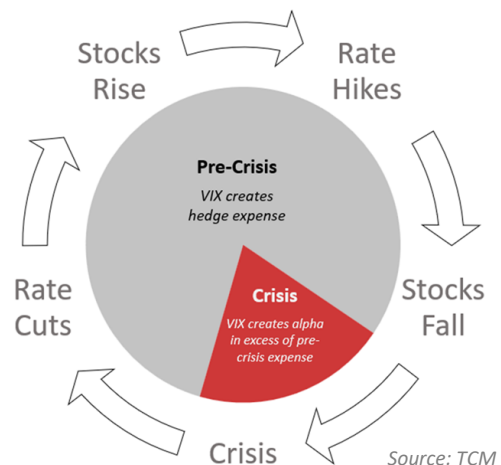 Stocks
Rise
Rate
Hikes
Pre-Crisis
VIX creates
hedge expense
Rate
Cuts
Crisis
VIX creates alpha
in excess of pre-
crisis expense
Stocks
Fall
Crisis
Source: TCM